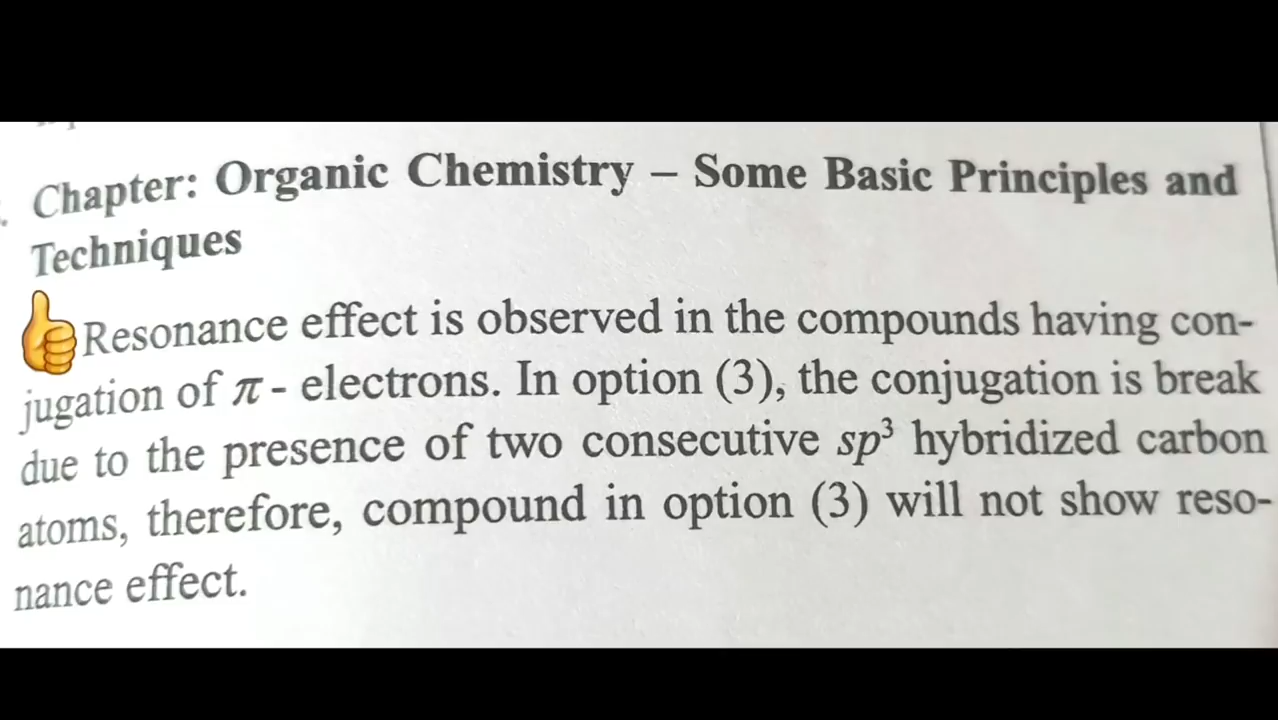 Chapter: Organic Chemistry – Some Basic Principles and
Techniques
Resonance effect is observed in the compounds having con-
jugation of π - electrons. In option (3), the conjugation is break
due to the presence of two consecutive sp³ hybridized carbon
atoms, therefore, compound in option (3) will not show reso-
nance effect.